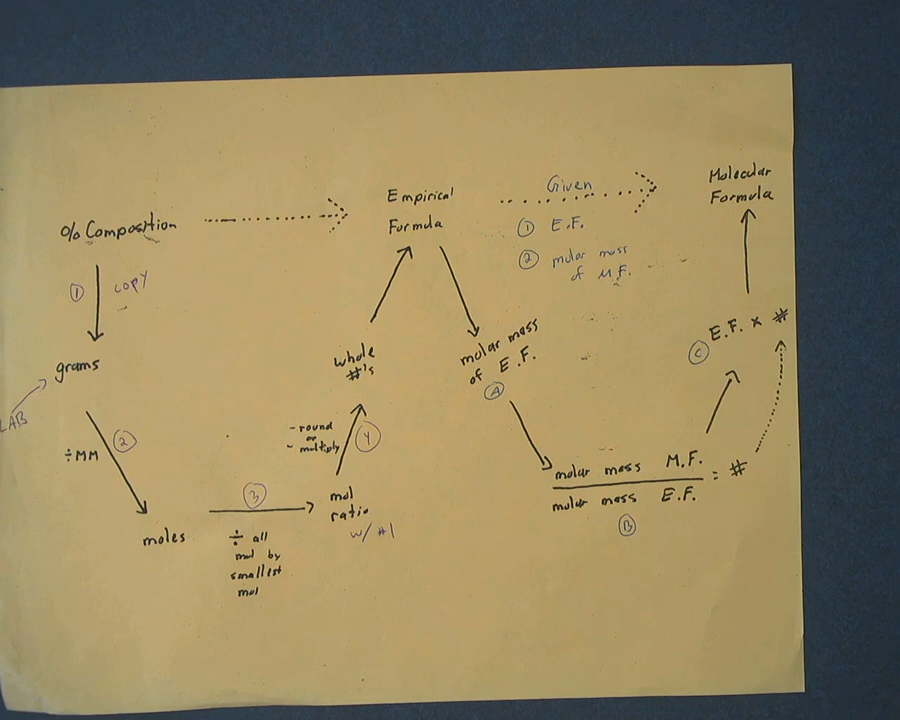 % Composition
Empirical
Formula
Given
① E.F.
② molar mass
of M.F.
Molecular
Formula
① copy
grams
LAB
÷MM
②
moles
③
÷ all
mol by
smallest
mol
mol
ratio
w/ #1
- round
or
- multiply
④
whole
#'s
molar mass
of E.F.
Ⓐ
molar mass M.F.
molar mass E.F.
= #
Ⓑ
Ⓒ E.F. x #